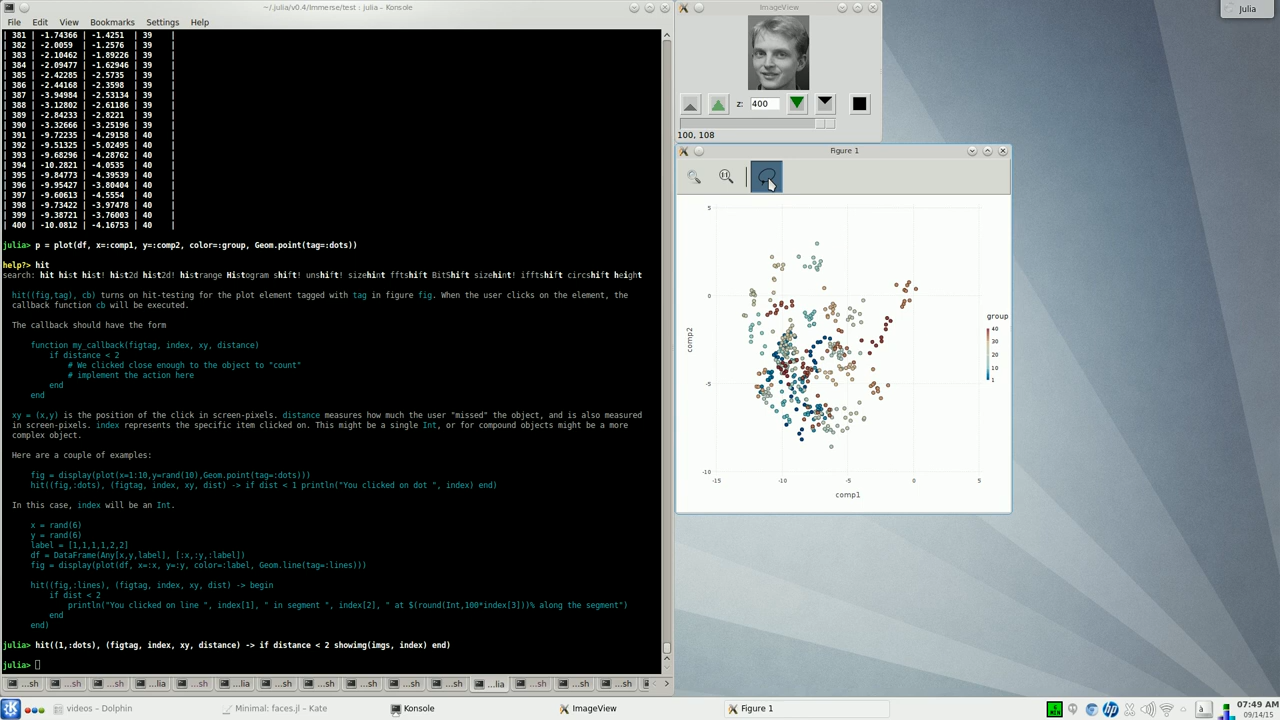 ~/.julia/v0.4/Immerse/test : julia - Konsole
File Edit View Bookmarks Settings Help
| 381 | -1.74366 | -1.4251 | 39 |
| 382 | -2.0059 | -1.2576 | 39 |
| 383 | -2.10462 | -1.89226 | 39 |
| 384 | -2.09477 | -1.62946 | 39 |
| 385 | -2.42285 | -2.5735 | 39 |
| 386 | -2.44168 | -2.3598 | 39 |
| 387 | -3.94984 | -2.53134 | 39 |
| 388 | -3.12802 | -2.61186 | 39 |
| 389 | -2.84233 | -2.8221 | 39 |
| 390 | -3.32666 | -3.25196 | 39 |
| 391 | -9.72235 | -4.29158 | 40 |
| 392 | -9.51325 | -5.02495 | 40 |
| 393 | -9.68296 | -4.28762 | 40 |
| 394 | -10.2821 | -4.0535 | 40 |
| 395 | -9.84773 | -4.39539 | 40 |
| 396 | -9.95427 | -3.80404 | 40 |
| 397 | -9.60613 | -4.5554 | 40 |
| 398 | -9.73422 | -3.97478 | 40 |
| 399 | -9.38721 | -3.76003 | 40 |
| 400 | -10.0812 | -4.16753 | 40 |
julia> p = plot(df, x=:comp1, y=:comp2, color=:group, Geom.point(tag=:dots))
help?> hit
search: hit hist hist! hist2d hist2d! histrange Histogram shift! unshift! sizehint fftshift BitShift sizehint! ifftshift circshift height
hit((fig,tag), cb) turns on hit-testing for the plot element tagged with tag in figure fig. When the user clicks on the element, the
callback function cb will be executed.
The callback should have the form
function my_callback(figtag, index, xy, distance)
if distance < 2
# We clicked close enough to the object to "count"
# implement the action here
end
end
xy = (x,y) is the position of the click in screen-pixels. distance measures how much the user "missed" the object, and is also measured
in screen-pixels. index represents the specific item clicked on. This might be a single Int, or for compound objects might be a more
complex object.
Here are a couple of examples:
fig = display(plot(x=1:10,y=rand(10),Geom.point(tag=:dots)))
hit((fig,:dots), (figtag, index, xy, dist) -> if dist < 1 println("You clicked on dot ", index) end)
In this case, index will be an Int.
x = rand(6)
y = rand(6)
label = [1,1,1,1,2,2]
df = DataFrame(Any[x,y,label], [:x,:y,:label])
fig = display(plot(df, x=:x, y=:y, color=:label, Geom.line(tag=:lines)))
hit((fig,:lines), (figtag, index, xy, dist) -> begin
if dist < 2
println("You clicked on line ", index[1], " in segment ", index[2], " at $(round(Int,100*index[3]))% along the segment")
end
end)
julia> hit((1,:dots), (figtag, index, xy, distance) -> if distance < 2 showimg(imgs, index) end)
julia>
...sh ...sh ...sh ...lia ...sh ...lia ...sh ...sh ...sh ...sh ...sh ...lia ...sh ...sh ...sh
ImageView
z: 400
100, 108
Figure 1
5
0
-5
-10
comp2
-15 -10 -5 0 5
comp1
group
40
30
20
10
1
Julia
videos – Dolphin
Minimal: faces.jl – Kate
Konsole
ImageView
Figure 1
hp
à
07:49 AM
09/14/15